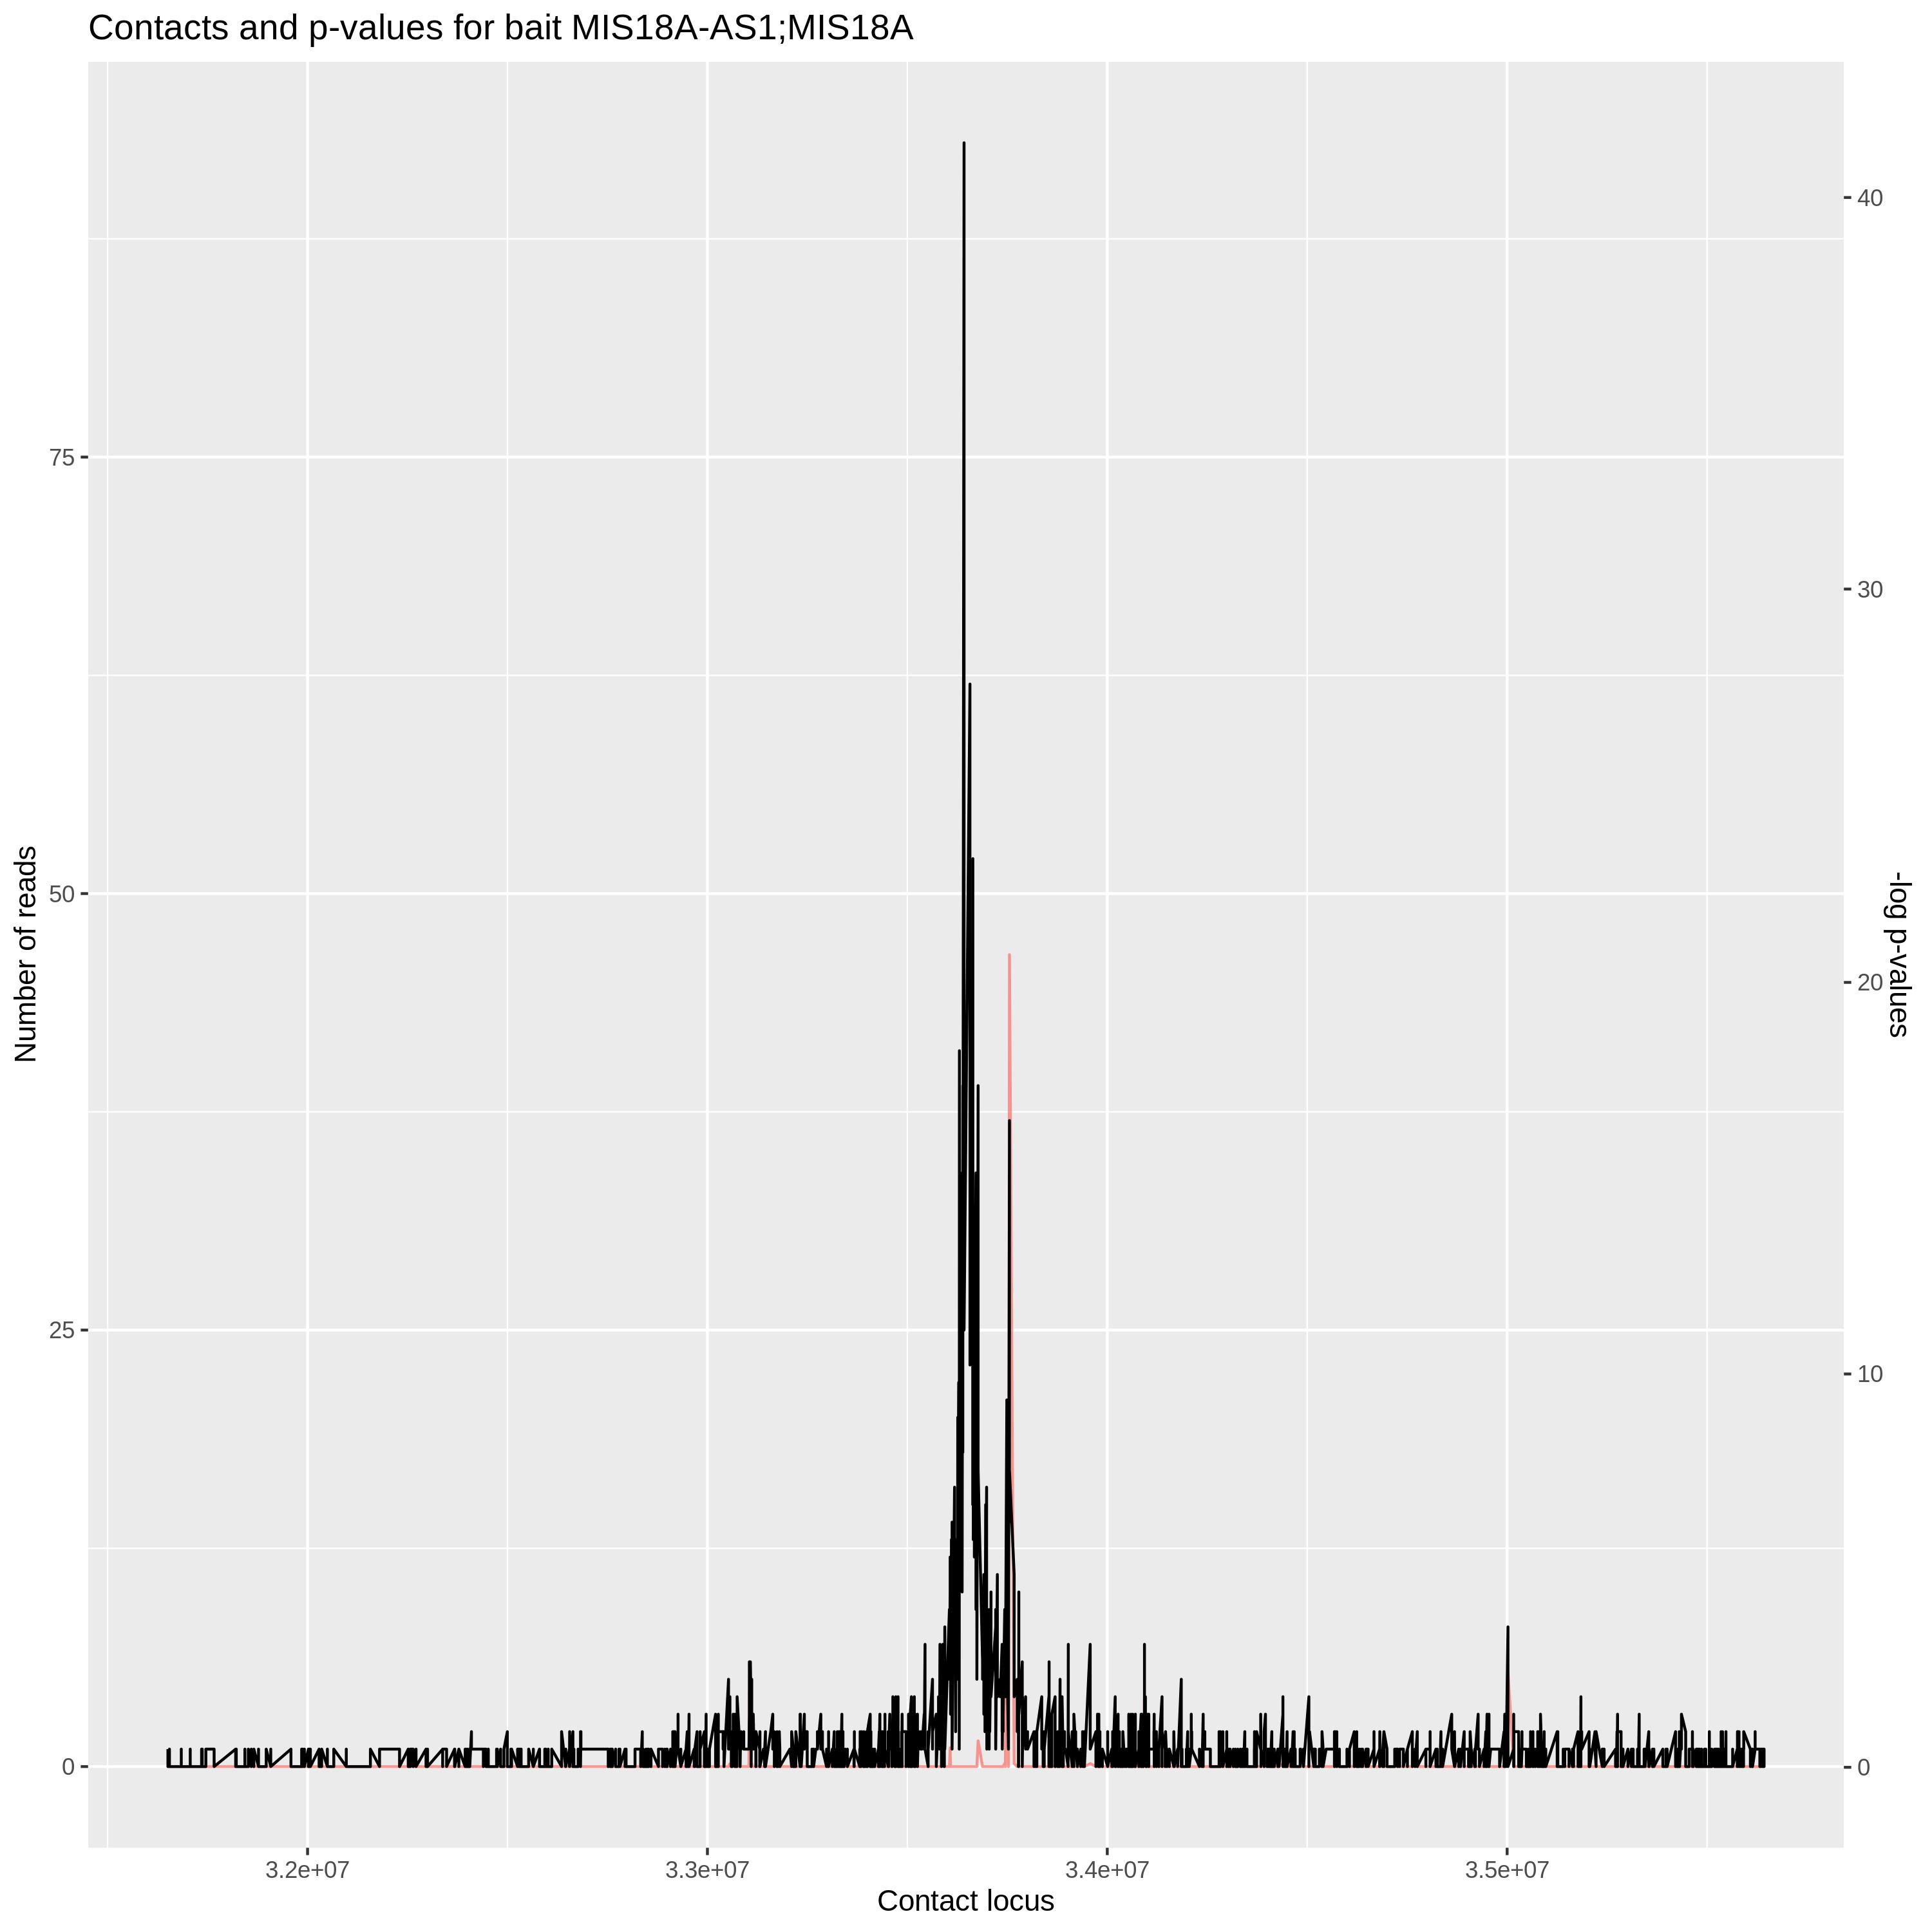 Contacts and p-values for bait MIS18A-AS1;MIS18A
Number of reads
75
50
25
0
40
30
20
10
0
-log p-values
3.2e+07
3.3e+07
3.4e+07
3.5e+07
Contact locus